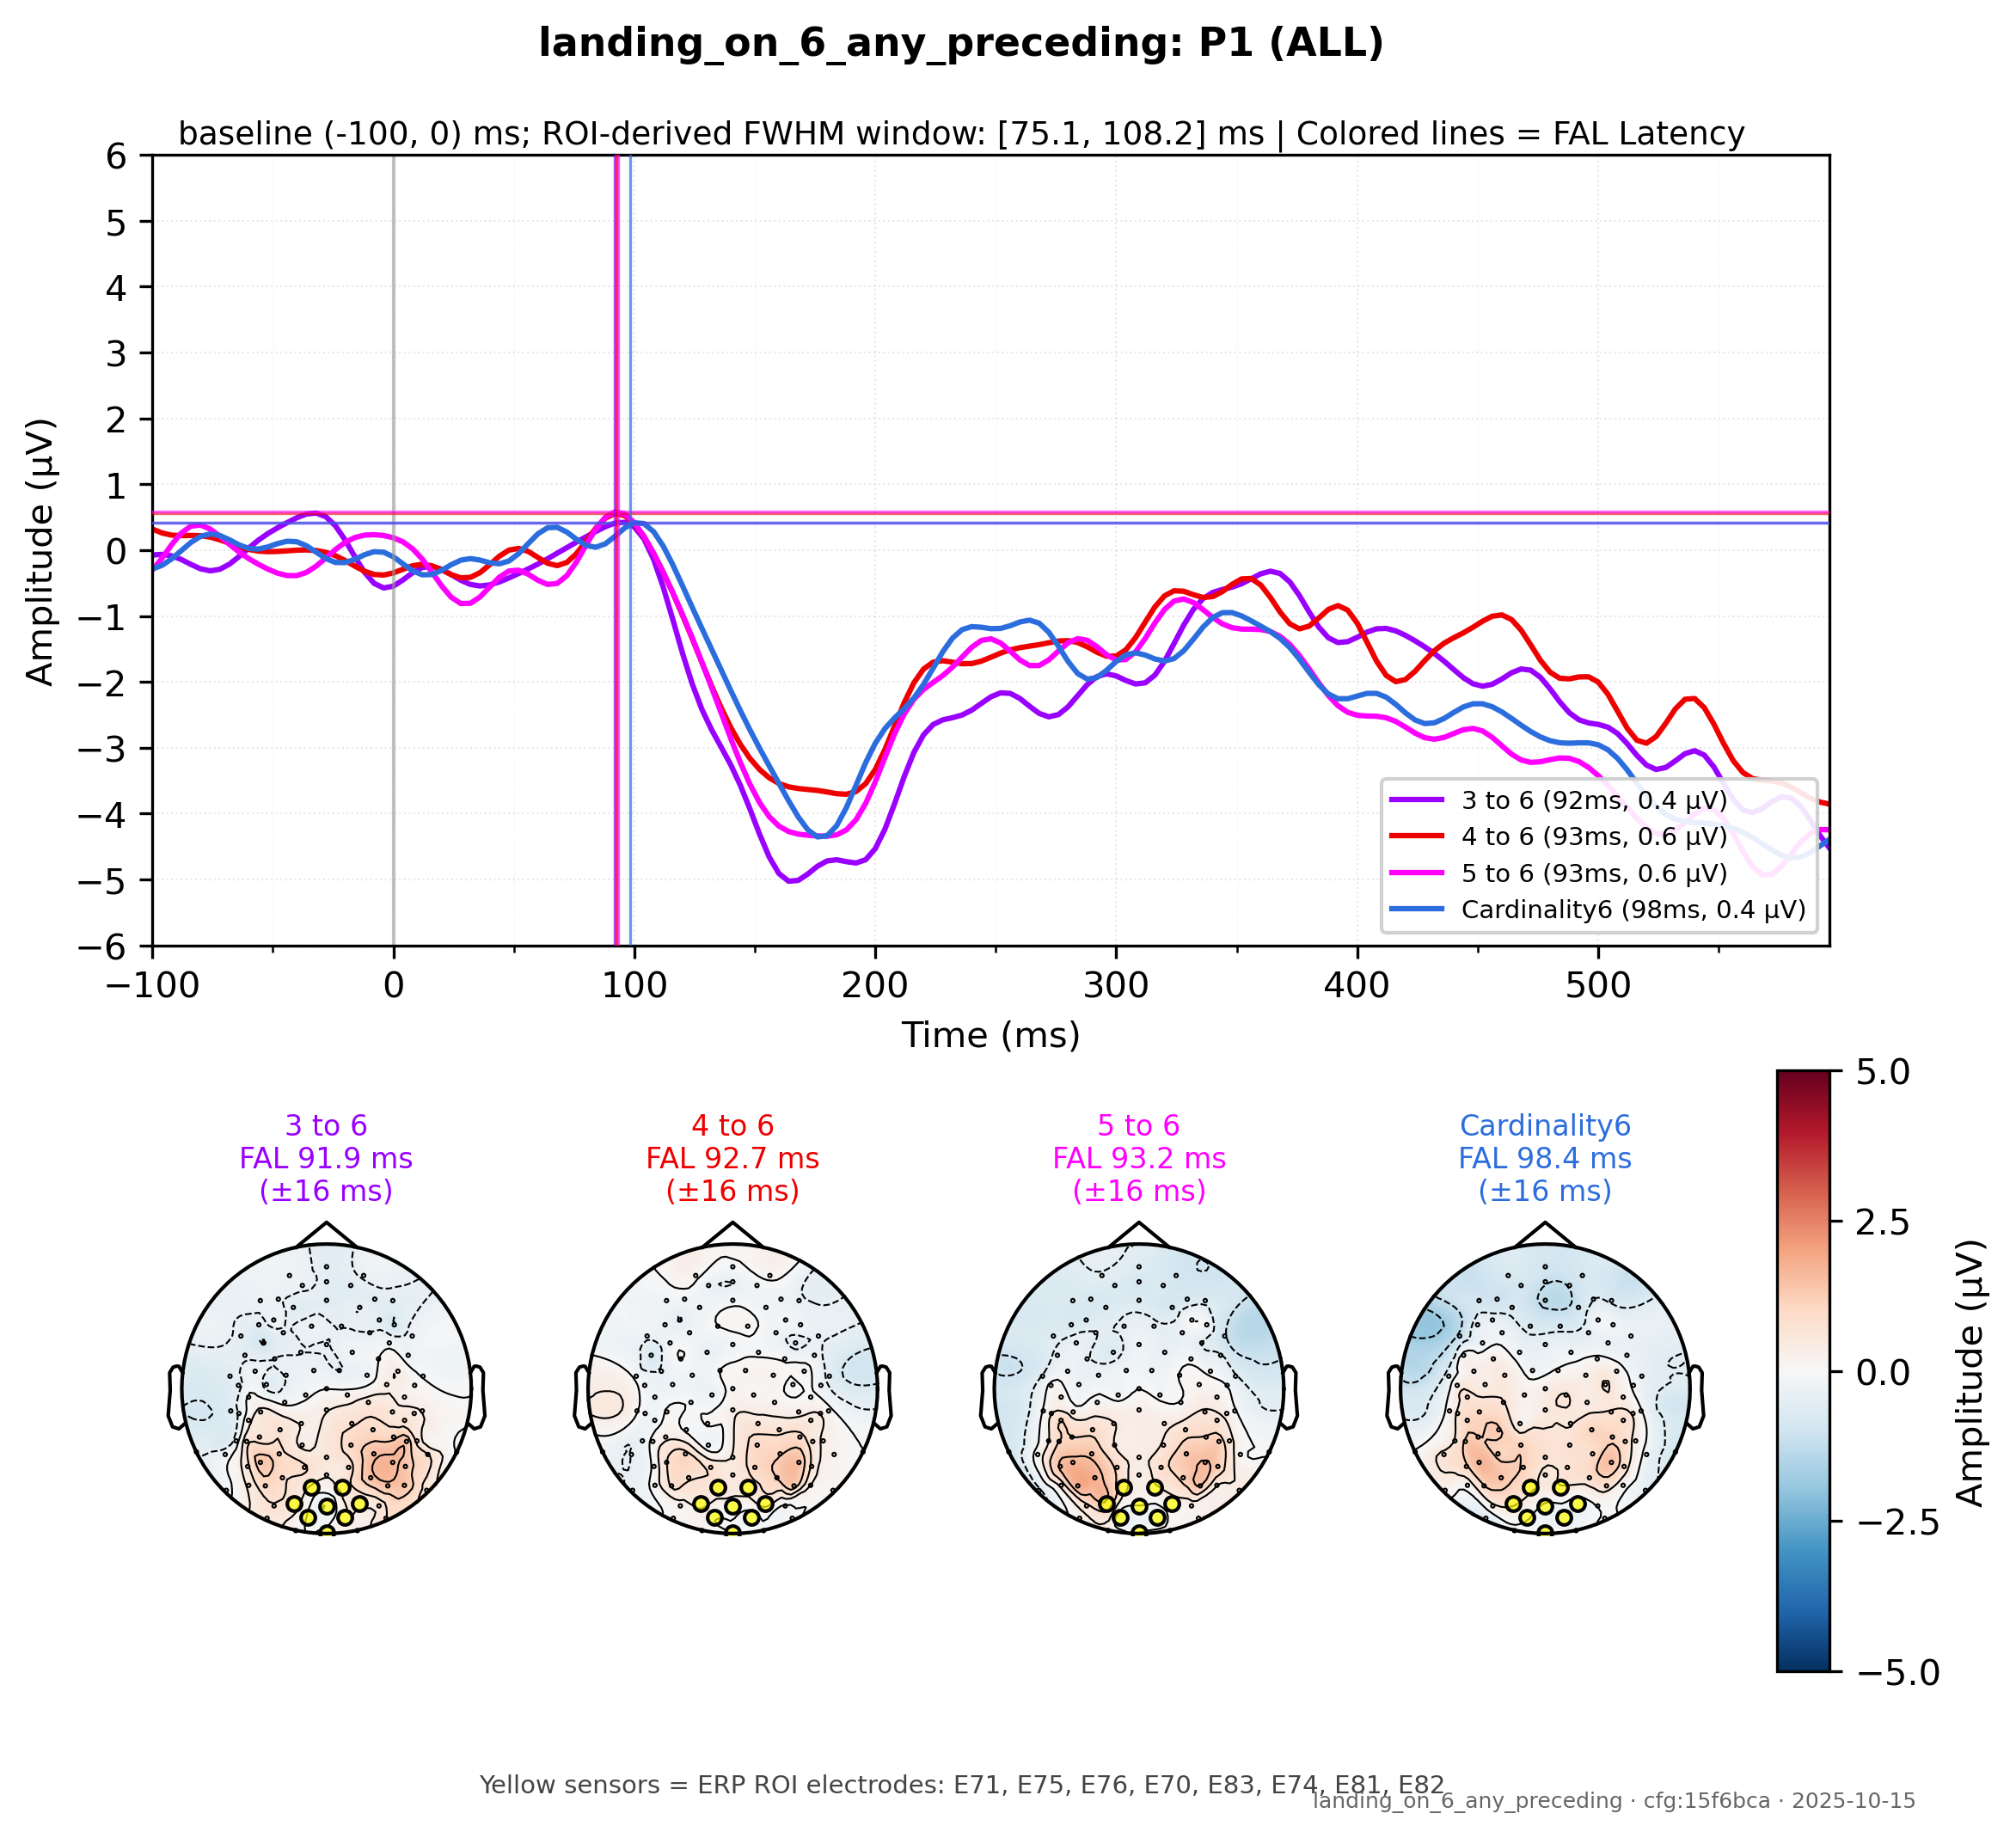 landing_on_6_any_preceding: P1 (ALL)
baseline (-100, 0) ms; ROI-derived FWHM window: [75.1, 108.2] ms | Colored lines = FAL Latency
6
5
4
3
2
1
0
−1
−2
−3
−4
−5
−6
Amplitude (µV)
−100
0
100
200
300
400
500
Time (ms)
3 to 6 (92ms, 0.4 µV)
4 to 6 (93ms, 0.6 µV)
5 to 6 (93ms, 0.6 µV)
Cardinality6 (98ms, 0.4 µV)
3 to 6
FAL 91.9 ms
(±16 ms)
4 to 6
FAL 92.7 ms
(±16 ms)
5 to 6
FAL 93.2 ms
(±16 ms)
Cardinality6
FAL 98.4 ms
(±16 ms)
5.0
2.5
0.0
−2.5
−5.0
Amplitude (µV)
Yellow sensors = ERP ROI electrodes: E71, E75, E76, E70, E83, E74, E81, E82
landing_on_6_any_preceding · cfg:15f6bca · 2025-10-15